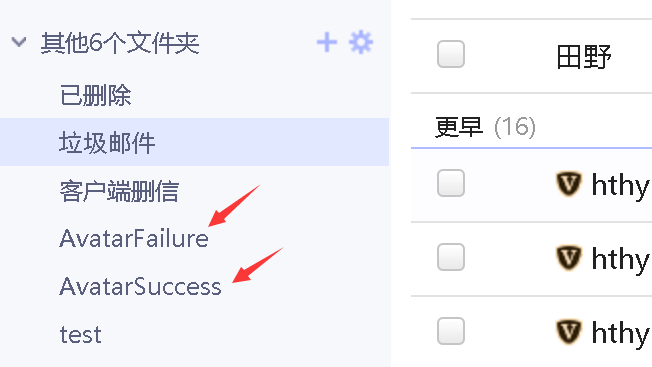 其他6个文件夹
已删除
垃圾邮件
客户端删信
AvatarFailure
AvatarSuccess
test
田野
更早 (16)
hthy
hthy
hthy